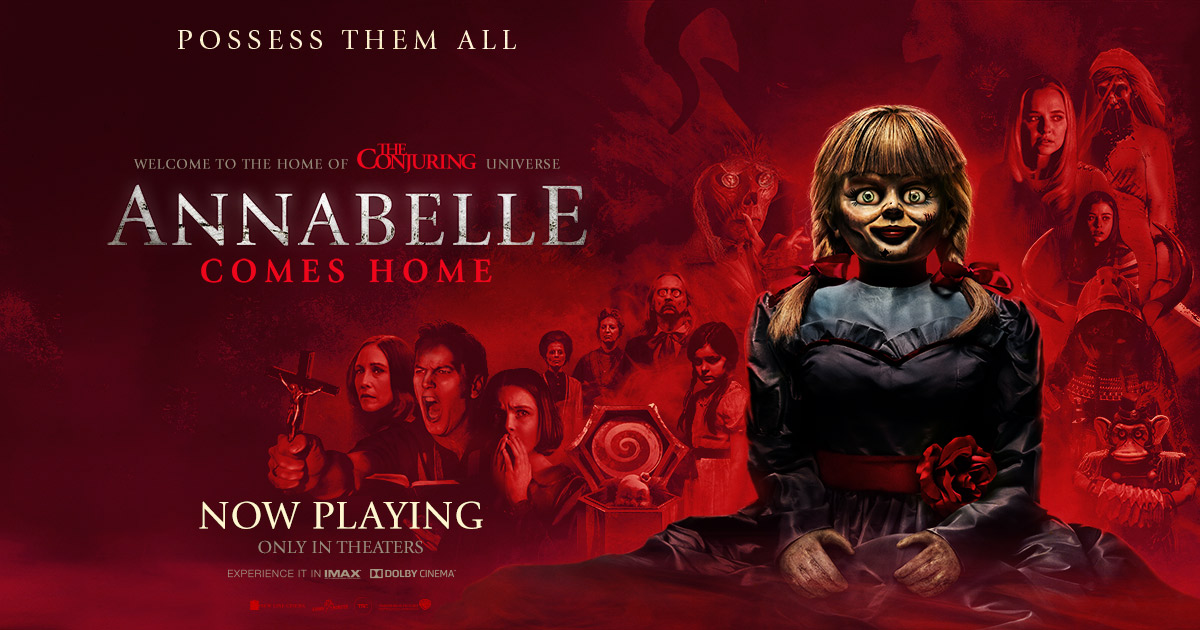 POSSESS THEM ALL
WELCOME TO THE HOME OF THE CONJURING UNIVERSE
ANNABELLE
COMES HOME
NOW PLAYING
ONLY IN THEATERS
EXPERIENCE IT IN IMAX DOLBY CINEMA